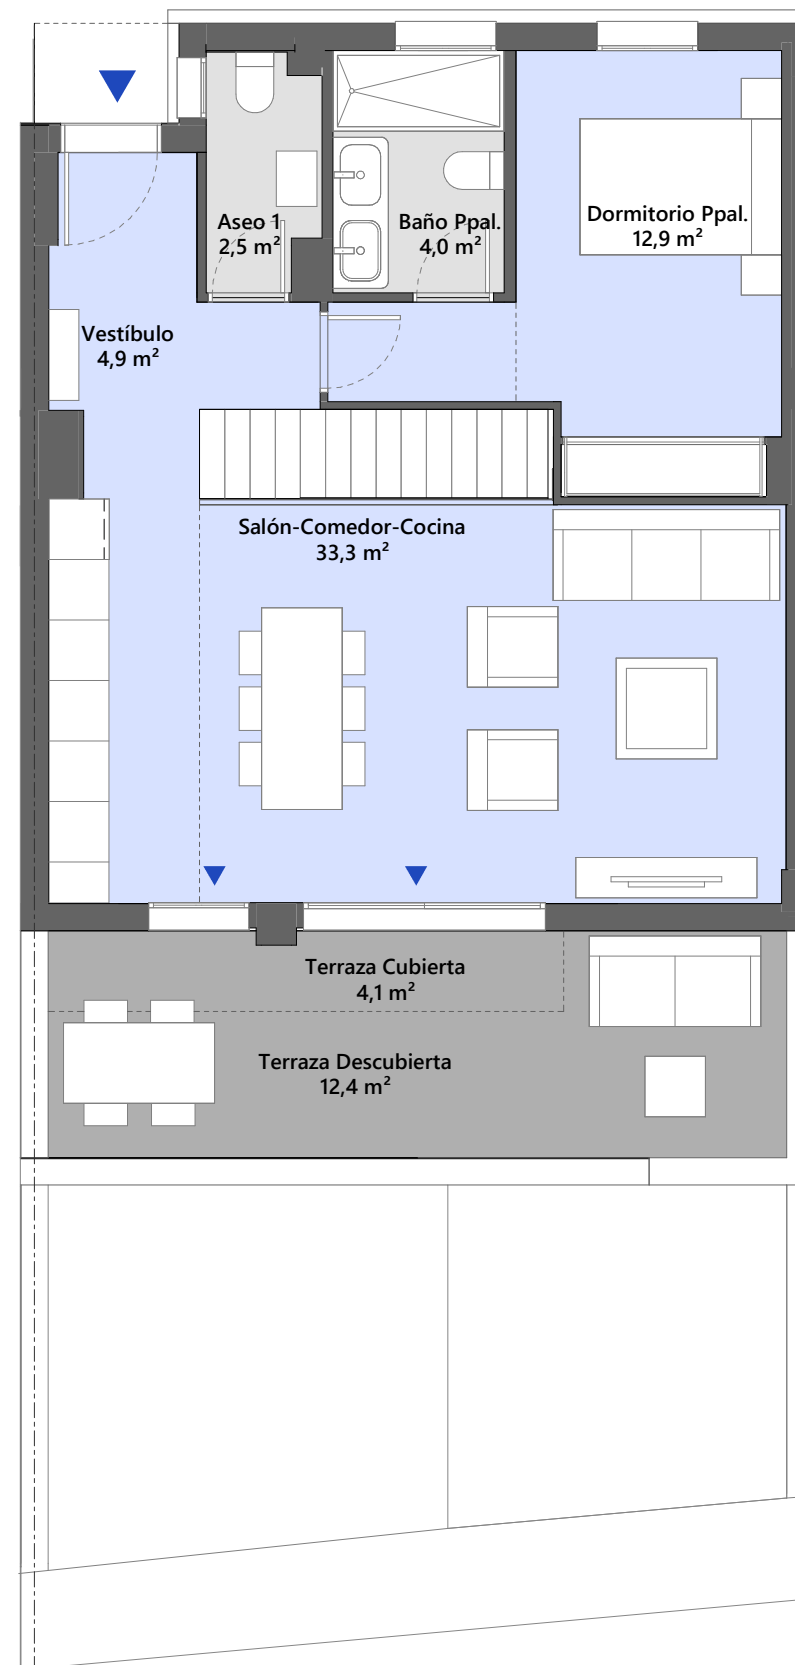 Aseo 1
2,5 m²
Baño Ppal.
4,0 m²
Dormitorio Ppal.
12,9 m²
Vestíbulo
4,9 m²
Salón-Comedor-Cocina
33,3 m²
Terraza Cubierta
4,1 m²
Terraza Descubierta
12,4 m²